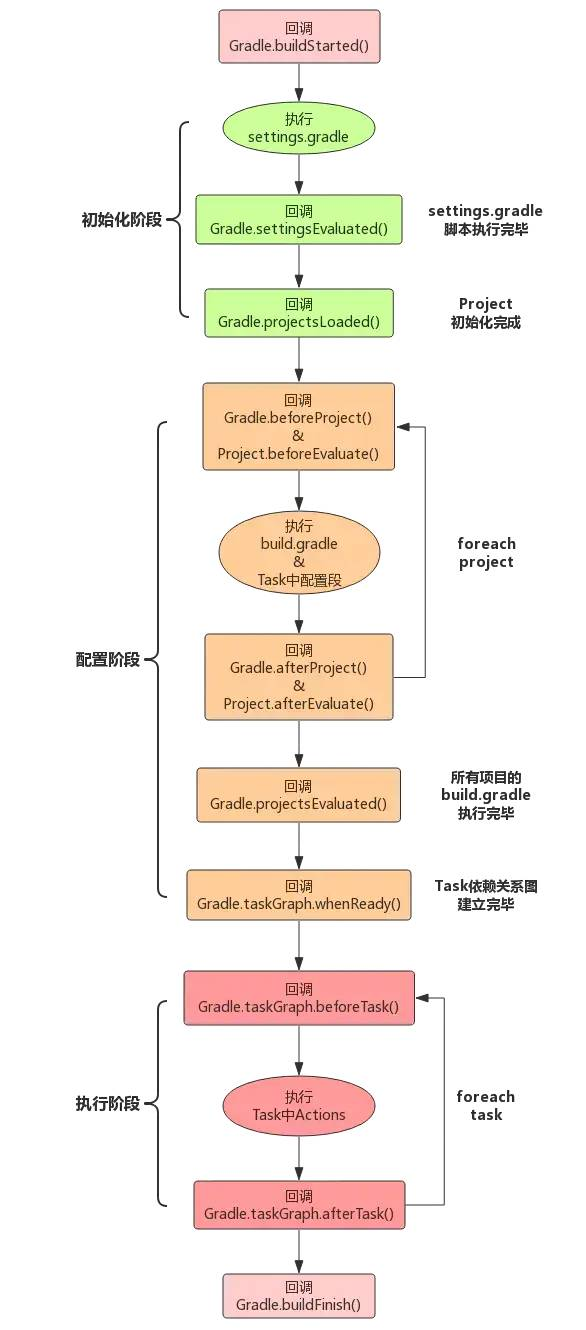 回调
Gradle.buildStarted()
执行
settings.gradle
初始化阶段
回调
Gradle.settingsEvaluated()
settings.gradle
脚本执行完毕
回调
Gradle.projectsLoaded()
Project
初始化完成
回调
Gradle.beforeProject()
&
Project.beforeEvaluate()
执行
build.gradle
&
Task中配置段
foreach
project
配置阶段
回调
Gradle.afterProject()
&
Project.afterEvaluate()
回调
Gradle.projectsEvaluated()
所有项目的
build.gradle
执行完毕
回调
Gradle.taskGraph.whenReady()
Task依赖关系图
建立完毕
回调
Gradle.taskGraph.beforeTask()
执行阶段
执行
Task中Actions
foreach
task
回调
Gradle.taskGraph.afterTask()
回调
Gradle.buildFinish()